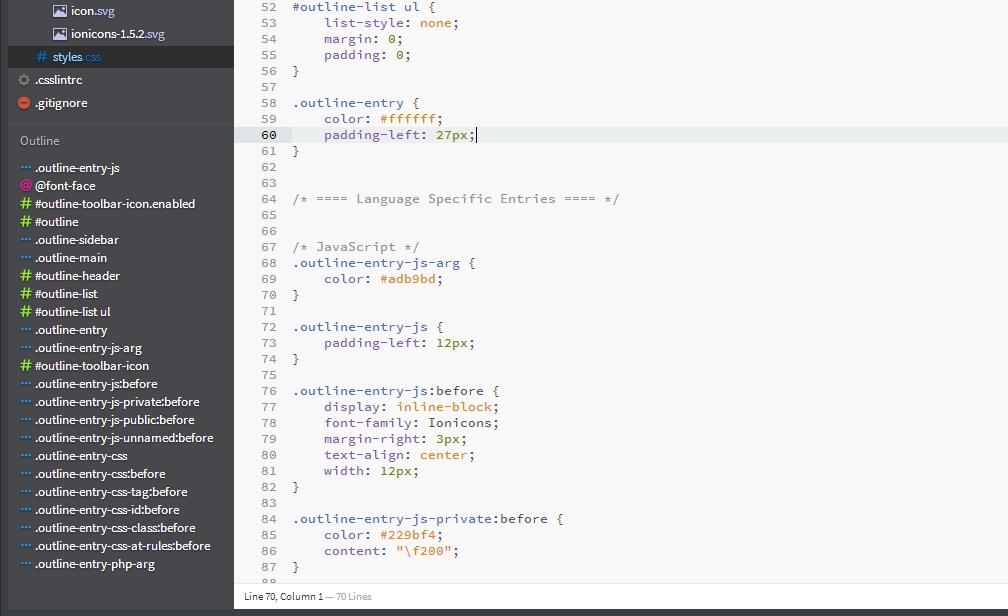 icon.svg
ionicons-1.5.2.svg
# styles.css
.csslintrc
.gitignore
Outline
··· .outline-entry-js
@ @font-face
# #outline-toolbar-icon.enabled
# #outline
··· .outline-sidebar
··· .outline-main
# #outline-header
# #outline-list
# #outline-list ul
··· .outline-entry
··· .outline-entry-js-arg
# #outline-toolbar-icon
··· .outline-entry-js:before
··· .outline-entry-js-private:before
··· .outline-entry-js-public:before
··· .outline-entry-js-unnamed:before
··· .outline-entry-css
··· .outline-entry-css:before
··· .outline-entry-css-tag:before
··· .outline-entry-css-id:before
··· .outline-entry-css-class:before
··· .outline-entry-css-at-rules:before
··· .outline-entry-php-arg
52 #outline-list ul {
53     list-style: none;
54     margin: 0;
55     padding: 0;
56 }
57
58 .outline-entry {
59     color: #ffffff;
60     padding-left: 27px;
61 }
62
63
64 /* ==== Language Specific Entries ==== */
65
66
67 /* JavaScript */
68 .outline-entry-js-arg {
69     color: #adb9bd;
70 }
71
72 .outline-entry-js {
73     padding-left: 12px;
74 }
75
76 .outline-entry-js:before {
77     display: inline-block;
78     font-family: Ionicons;
79     margin-right: 3px;
80     text-align: center;
81     width: 12px;
82 }
83
84 .outline-entry-js-private:before {
85     color: #229bf4;
86     content: "\f200";
87 }
88
Line 70, Column 1 — 70 Lines